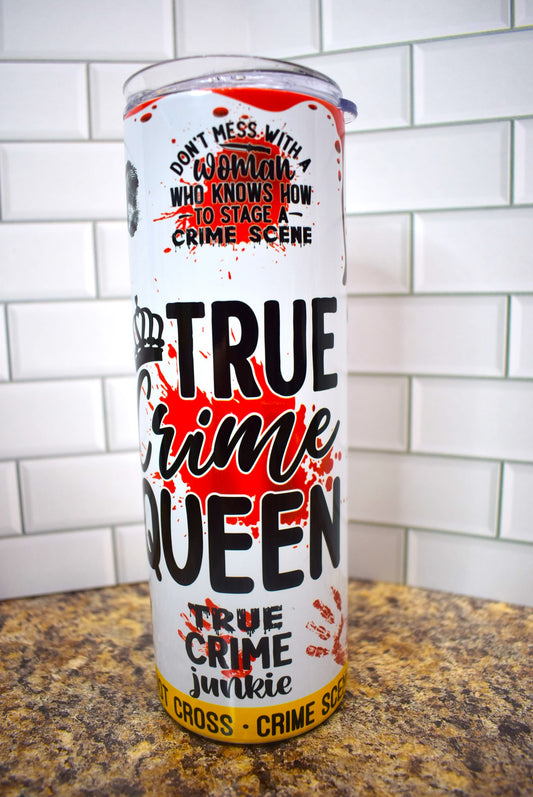 DON'T MESS WITH A
woman
WHO KNOWS HOW
TO STAGE A
CRIME SCENE
TRUE
Crime
QUEEN
TRUE
CRIME
junkie
T CROSS · CRIME SCE